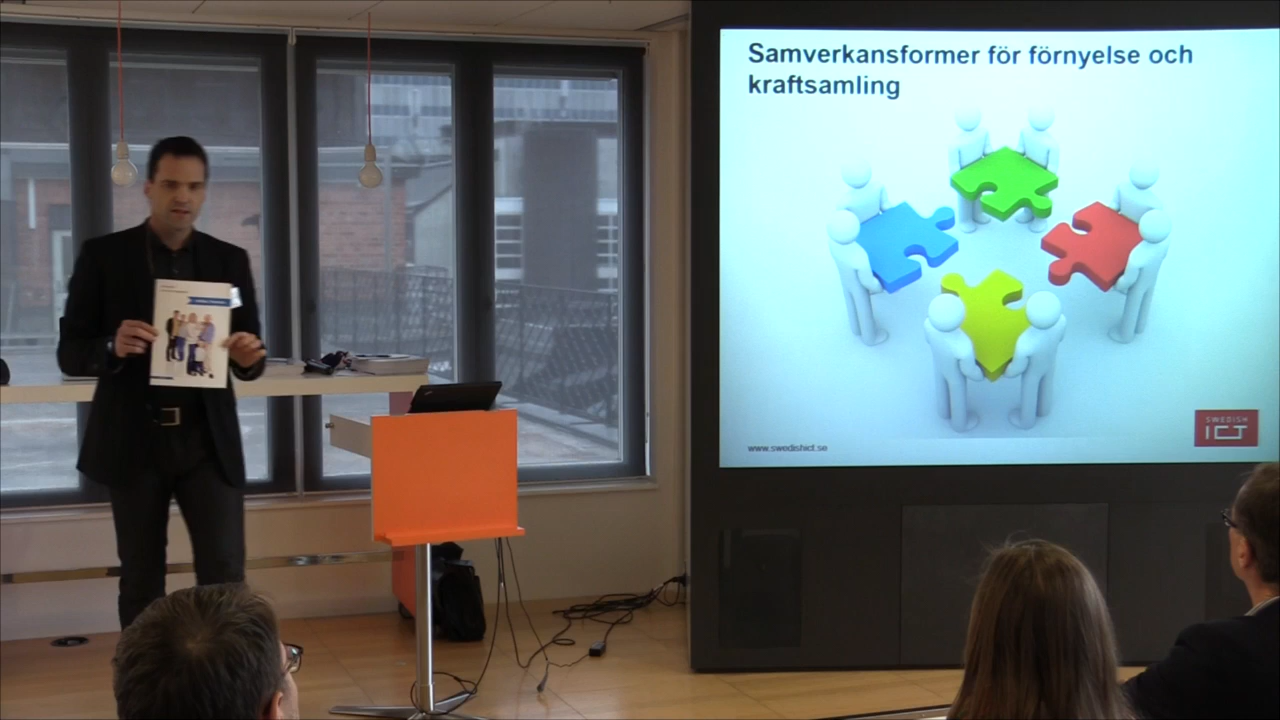 Samverkansformer för förnyelse och
kraftsamling
SWEDISH
ICT
www.swedishict.se